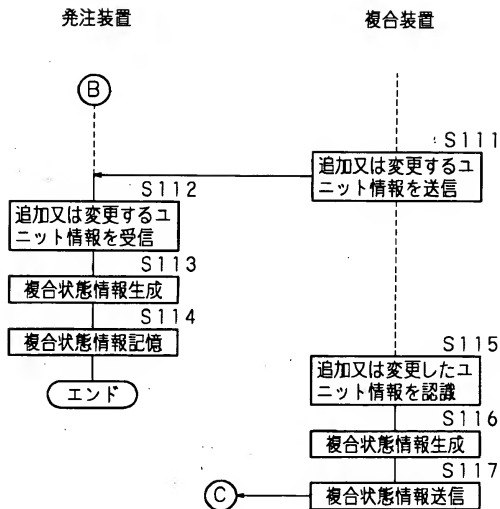 発注装置
複合装置
B
S111
追加又は変更するユ
ニット情報を送信
S112
追加又は変更するユ
ニット情報を受信
S113
複合状態情報生成
S114
複合状態情報記憶
エンド
S115
追加又は変更したユ
ニット情報を認識
S116
複合状態情報生成
S117
複合状態情報送信
C